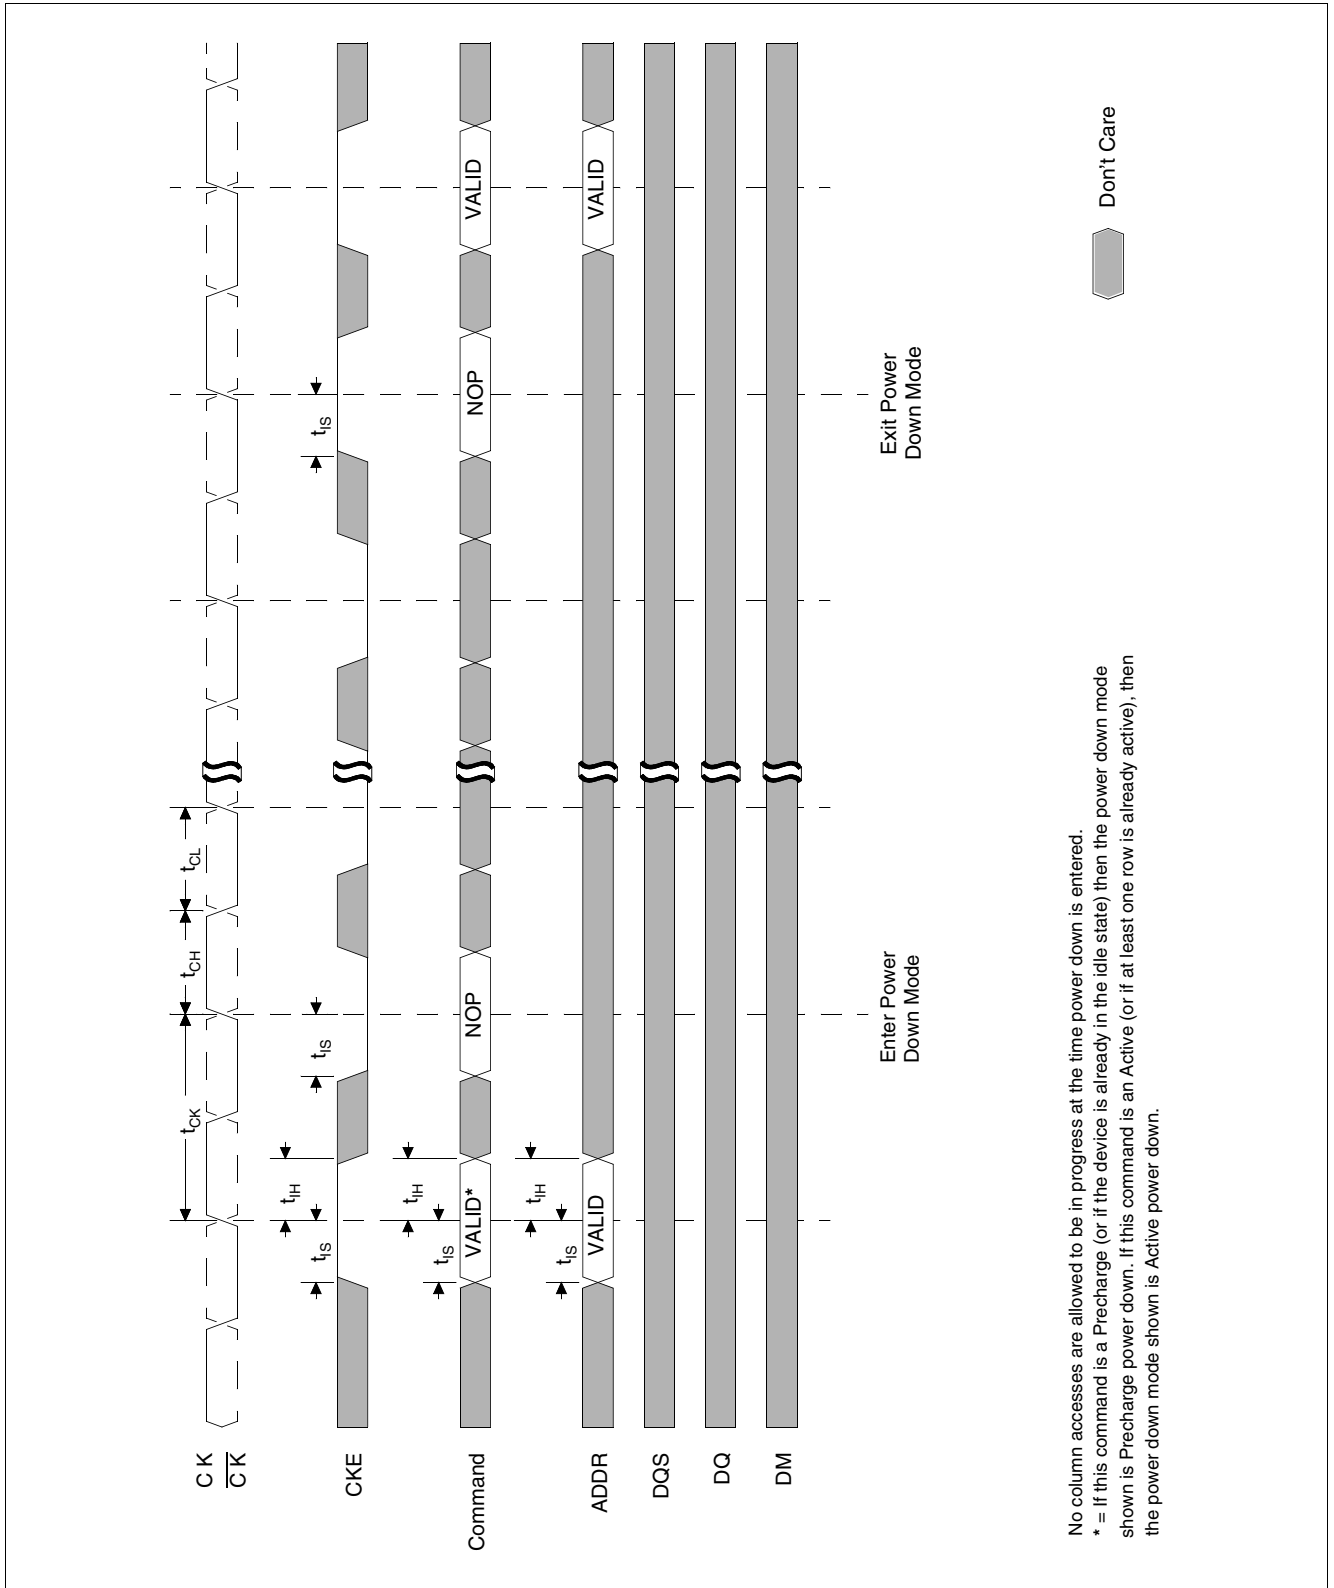 CK
CK
CKE
Command
ADDR
DQS
DQ
DM
tCK
tCH
tCL
tIS
tIH
tIS
tIS
tIS
tIH
VALID*
NOP
NOP
VALID
tIS
tIH
VALID
VALID
Enter Power
Down Mode
Exit Power
Down Mode
No column accesses are allowed to be in progress at the time power down is entered.
* = If this command is a Precharge (or if the device is already in the idle state) then the power down mode
shown is Precharge power down. If this command is an Active (or if at least one row is already active), then
the power down mode shown is Active power down.
Don't Care